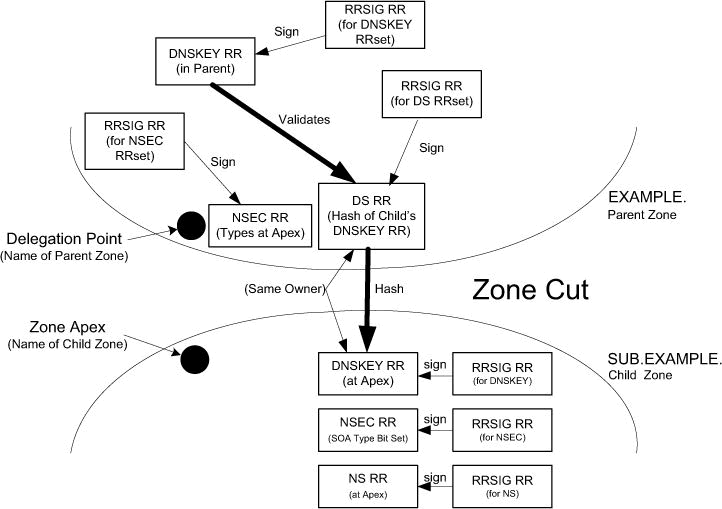 RRSIG RR
(for DNSKEY
RRset)
Sign
DNSKEY RR
(in Parent)
RRSIG RR
(for DS RRset)
Validates
RRSIG RR
(for NSEC
RRset)
Sign
Sign
DS RR
(Hash of Child's
DNSKEY RR)
EXAMPLE.
Parent Zone
NSEC RR
(Types at Apex)
Delegation Point
(Name of Parent Zone)
(Same Owner)
Hash
Zone Cut
Zone Apex
(Name of Child Zone)
SUB.EXAMPLE.
Child Zone
DNSKEY RR
(at Apex)
sign
RRSIG RR
(for DNSKEY)
NSEC RR
(SOA Type Bit Set)
sign
RRSIG RR
(for NSEC)
NS RR
(at Apex)
sign
RRSIG RR
(for NS)